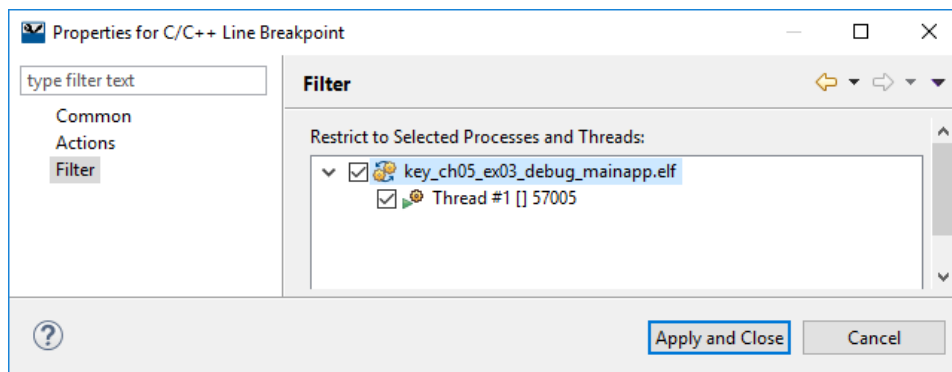 Properties for C/C++ Line Breakpoint
type filter text
Common
Actions
Filter
Filter
Restrict to Selected Processes and Threads:
key_ch05_ex03_debug_mainapp.elf
Thread #1 [] 57005
Apply and Close
Cancel